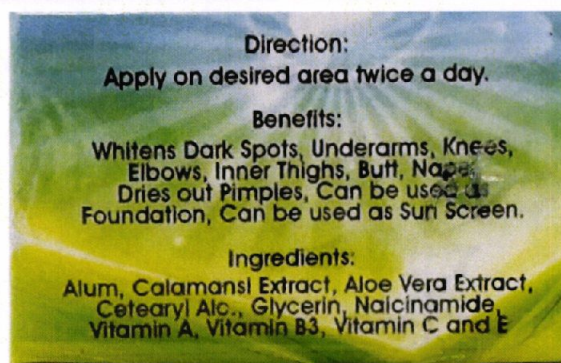 Direction:
Apply on desired area twice a day.
Benefits:
Whitens Dark Spots, Underarms, Knees,
Elbows, Inner Thighs, Butt, Nape,
Dries out Pimples, Can be used as
Foundation, Can be used as Sun Screen.
Ingredients:
Alum, Calamansi Extract, Aloe Vera Extract,
Cetearyl Alc., Glycerin, Naicinamide,
Vitamin A, Vitamin B3, Vitamin C and E